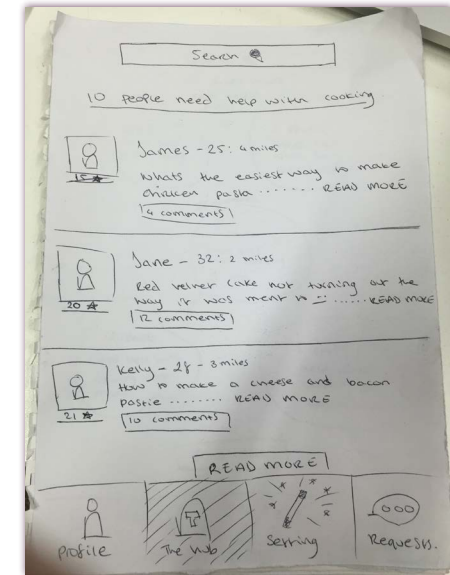 Search
10 people need help with cooking
James - 25: 4 miles
15
Whats the easiest way to make
chicken pasta ........ READ MORE
4 comments
Jane - 32: 2 miles
Red velvet cake not turning out the
way it was ment to ...... READ MORE
20
12 comments
Kelly - 28 - 3 miles
How to make a cheese and bacon
pastie ........ READ MORE
21
10 comments
READ MORE
T
Profile
The hub
Setting
Requests.